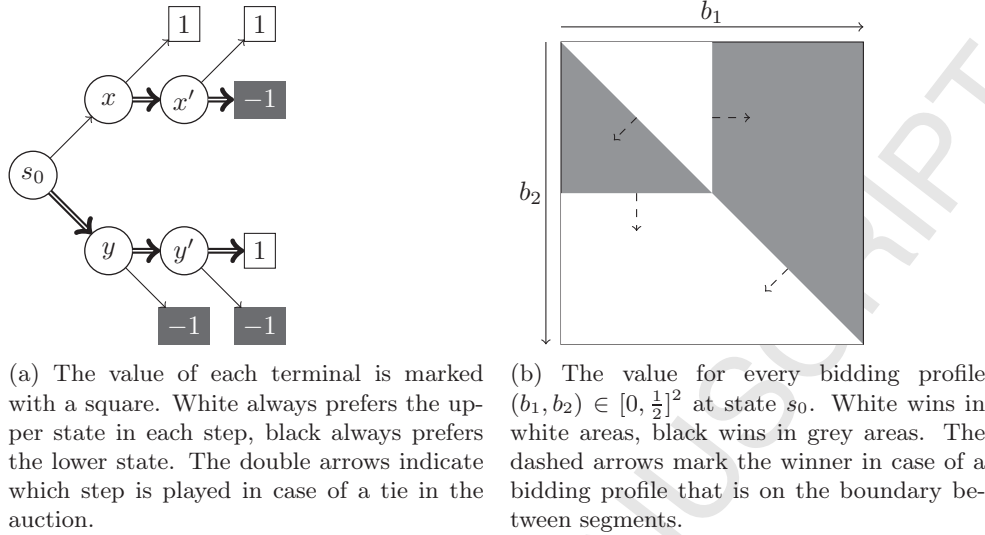 1
1
x
x′
−1
s₀
y
y′
1
−1
−1
b₁
b₂
(a) The value of each terminal is marked
with a square. White always prefers the up-
per state in each step, black always prefers
the lower state. The double arrows indicate
which step is played in case of a tie in the
auction.
(b) The value for every bidding profile
(b₁, b₂) ∈ [0, ½]² at state s₀. White wins in
white areas, black wins in grey areas. The
dashed arrows mark the winner in case of a
bidding profile that is on the boundary be-
tween segments.
USCRIPT